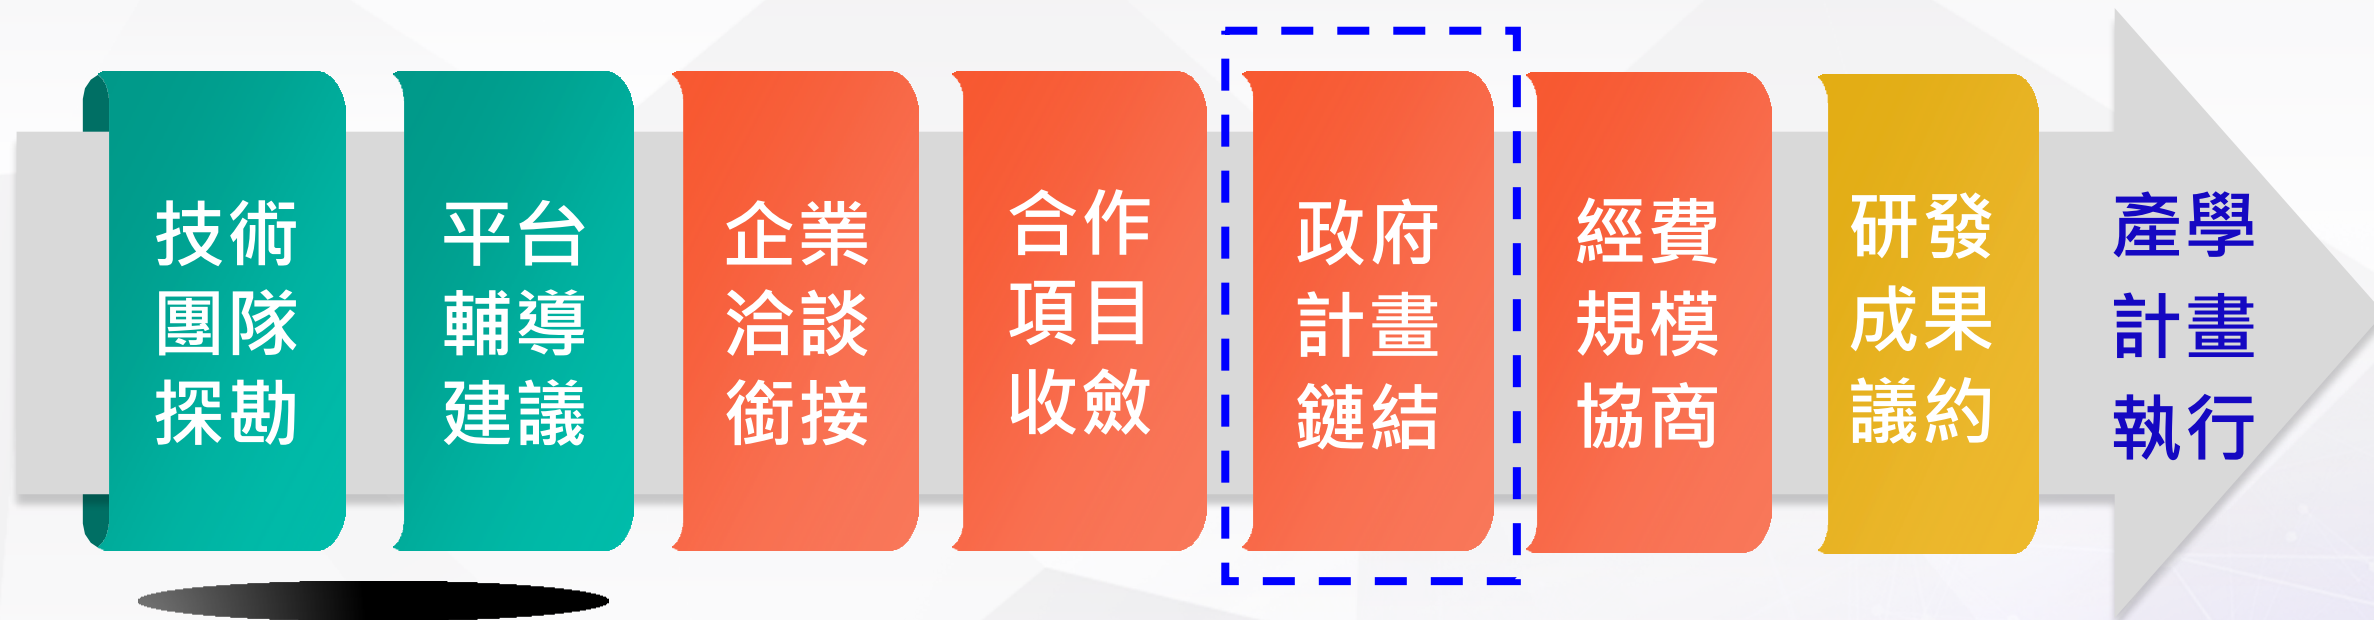 技術
團隊
探勘
平台
輔導
建議
企業
洽談
銜接
合作
項目
收斂
政府
計畫
鏈結
經費
規模
協商
研發
成果
議約
產學
計畫
執行